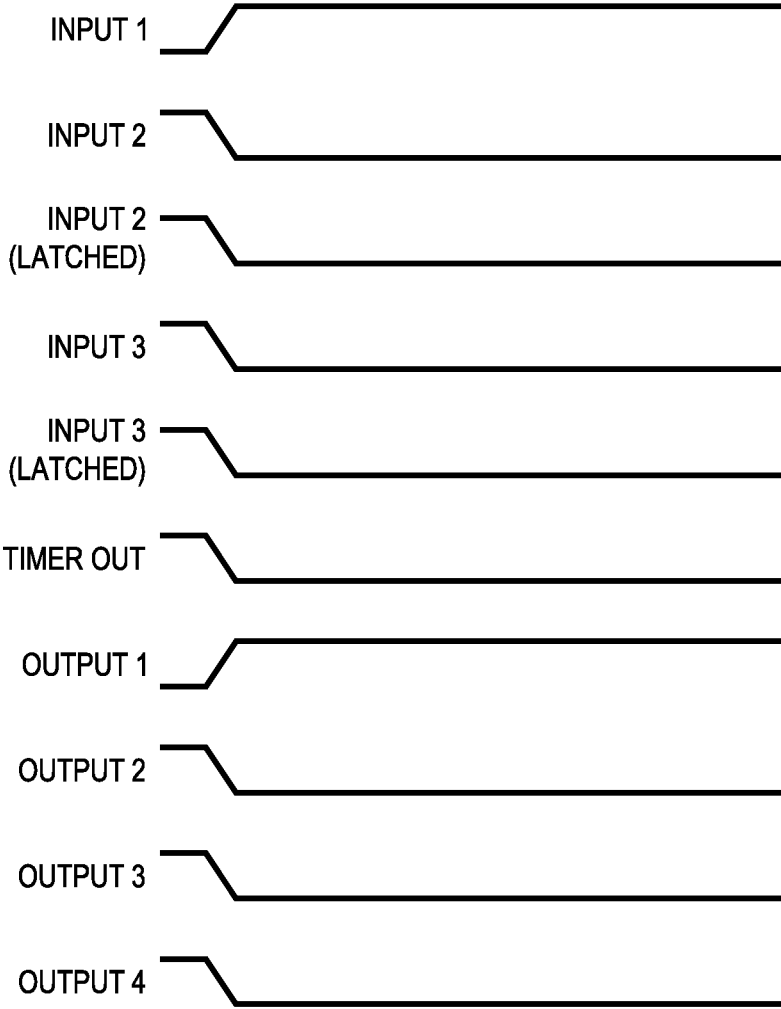 INPUT 1
INPUT 2
INPUT 2
(LATCHED)
INPUT 3
INPUT 3
(LATCHED)
TIMER OUT
OUTPUT 1
OUTPUT 2
OUTPUT 3
OUTPUT 4